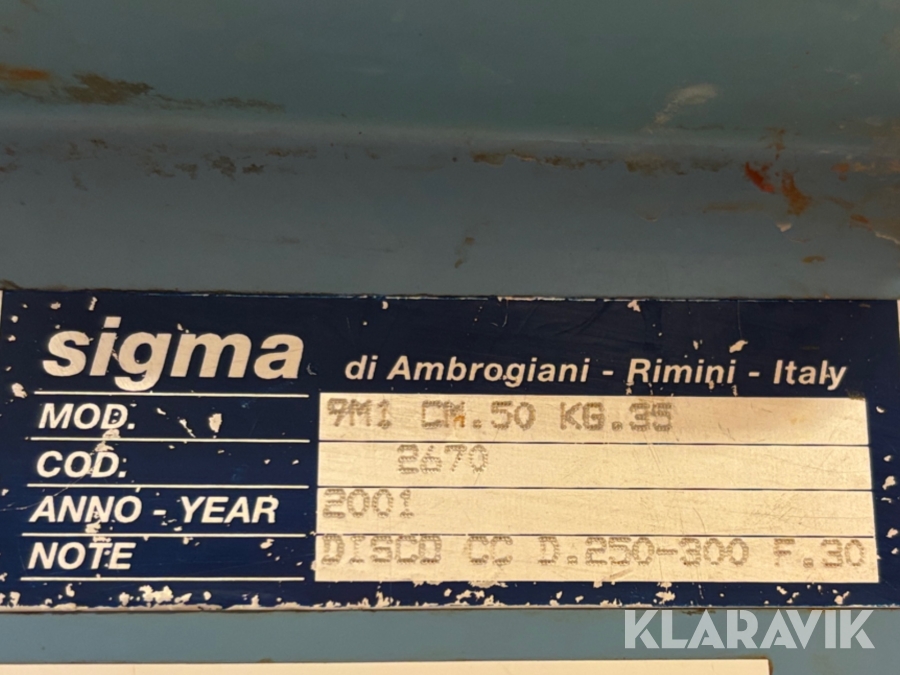 sigma di Ambrogiani - Rimini - Italy
MOD. 9M1 CM.50 KG.35
COD. 2670
ANNO - YEAR 2001
NOTE DISCO CC D.250-300 F.30
KLARAVIK